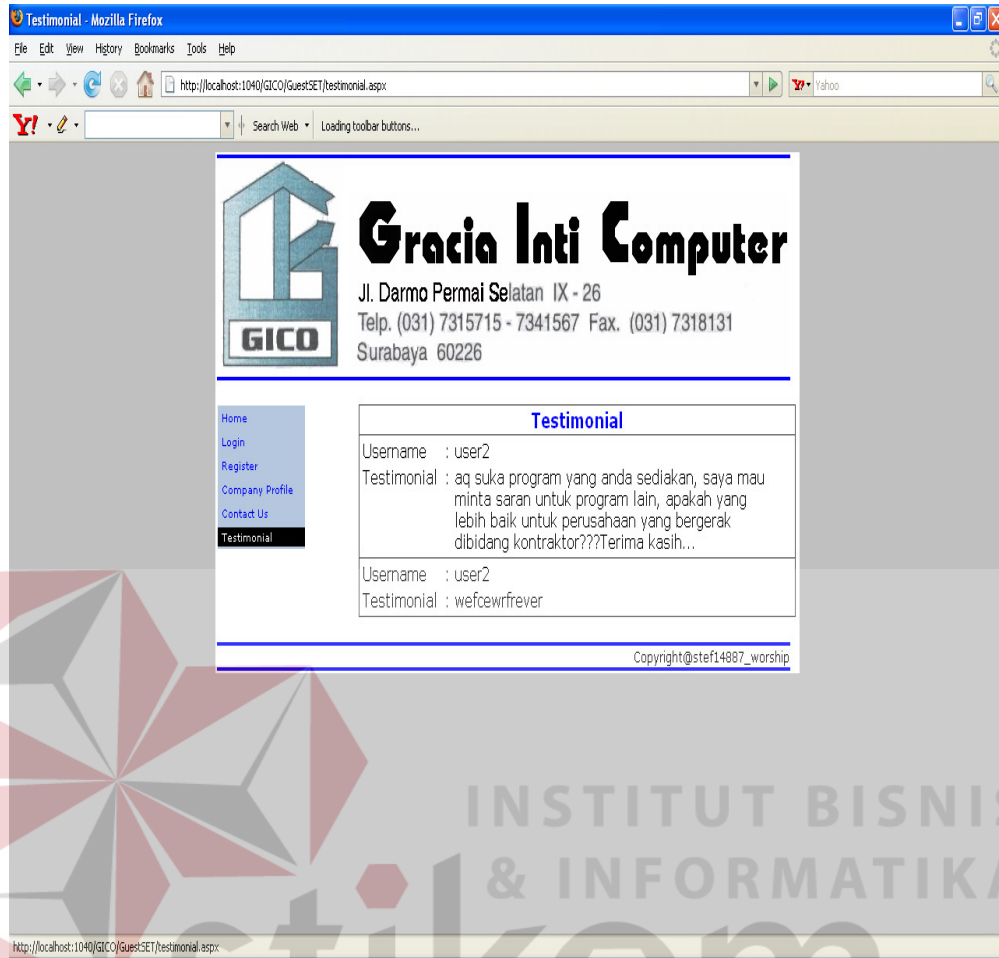 Testimonial - Mozilla Firefox
File Edit View History Bookmarks Tools Help
http://localhost:1040/GICO/GuestSET/testimonial.aspx
Y! Yahoo
Y! Search Web Loading toolbar buttons...
GICO
Gracia Inti Computer
Jl. Darmo Permai Selatan IX - 26
Telp. (031) 7315715 - 7341567 Fax. (031) 7318131
Surabaya 60226
Home
Login
Register
Company Profile
Contact Us
Testimonial
Testimonial
Username : user2
Testimonial : aq suka program yang anda sediakan, saya mau
minta saran untuk program lain, apakah yang
lebih baik untuk perusahaan yang bergerak
dibidang kontraktor???Terima kasih...
Username : user2
Testimonial : wefcewrfrever
Copyright@stef14887_worship
INSTITUT BISNIS
& INFORMATIKA
stikom
http://localhost:1040/GICO/GuestSET/testimonial.aspx